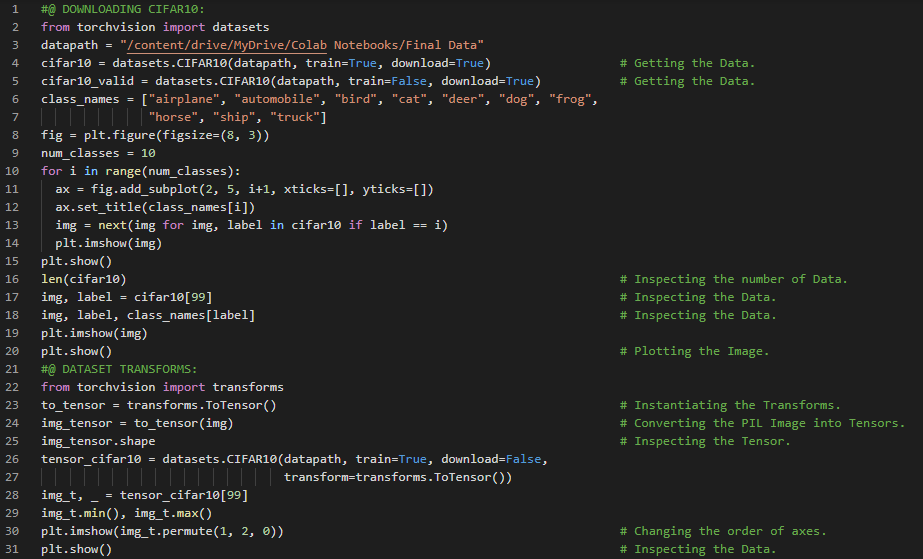 1 #@ DOWNLOADING CIFAR10:
2 from torchvision import datasets
3 datapath = "/content/drive/MyDrive/Colab Notebooks/Final Data"
4 cifar10 = datasets.CIFAR10(datapath, train=True, download=True) # Getting the Data.
5 cifar10_valid = datasets.CIFAR10(datapath, train=False, download=True) # Getting the Data.
6 class_names = ["airplane", "automobile", "bird", "cat", "deer", "dog", "frog",
7 "horse", "ship", "truck"]
8 fig = plt.figure(figsize=(8, 3))
9 num_classes = 10
10 for i in range(num_classes):
11 ax = fig.add_subplot(2, 5, i+1, xticks=[], yticks=[])
12 ax.set_title(class_names[i])
13 img = next(img for img, label in cifar10 if label == i)
14 plt.imshow(img)
15 plt.show()
16 len(cifar10) # Inspecting the number of Data.
17 img, label = cifar10[99] # Inspecting the Data.
18 img, label, class_names[label] # Inspecting the Data.
19 plt.imshow(img)
20 plt.show() # Plotting the Image.
21 #@ DATASET TRANSFORMS:
22 from torchvision import transforms
23 to_tensor = transforms.ToTensor() # Instantiating the Transforms.
24 img_tensor = to_tensor(img) # Converting the PIL Image into Tensors.
25 img_tensor.shape # Inspecting the Tensor.
26 tensor_cifar10 = datasets.CIFAR10(datapath, train=True, download=False,
27 transform=transforms.ToTensor())
28 img_t, _ = tensor_cifar10[99]
29 img_t.min(), img_t.max()
30 plt.imshow(img_t.permute(1, 2, 0)) # Changing the order of axes.
31 plt.show() # Inspecting the Data.